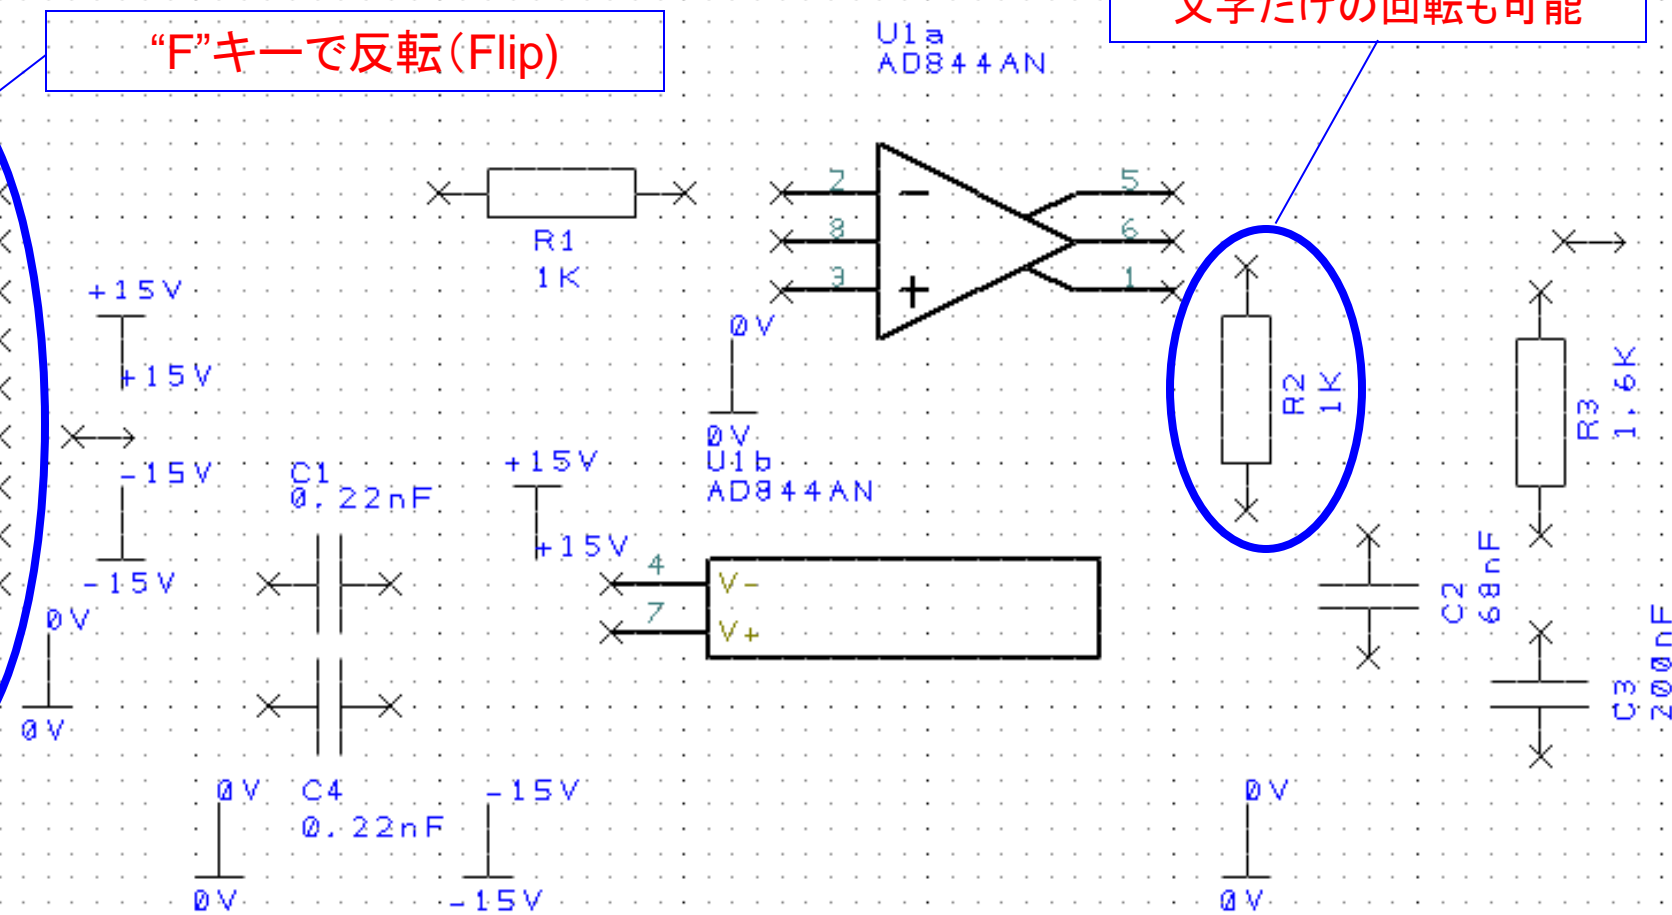 “F”キーで反転（Flip)
文字だけの回転も可能
U1a
AD844AN
2
8
3
5
6
1
R1
1K
+15V
+15V
0V
0V
R2
1K
R3
1.6K
-15V
-15V
C1
0.22nF
+15V
+15V
U1b
AD844AN
4
7
V-
V+
C2
68nF
C3
200nF
0V
0V
0V
0V
C4
0.22nF
-15V
-15V
0V
0V